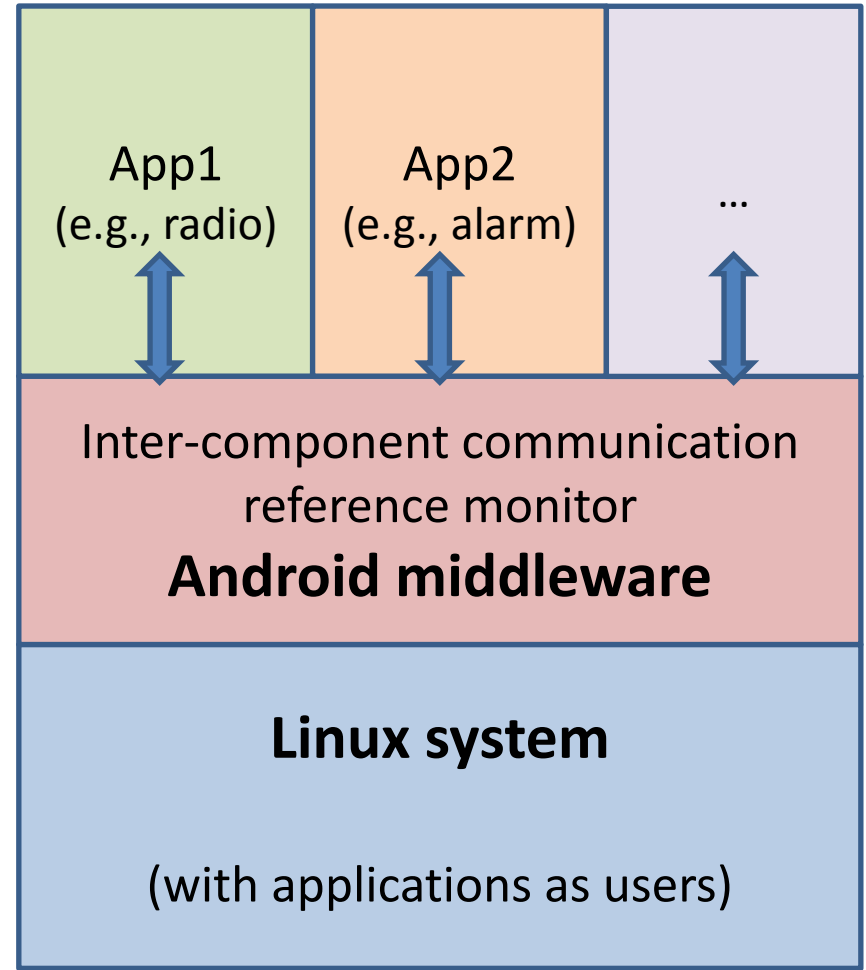 App1
(e.g., radio)
App2
(e.g., alarm)
...
Inter-component communication
reference monitor
Android middleware
Linux system
(with applications as users)